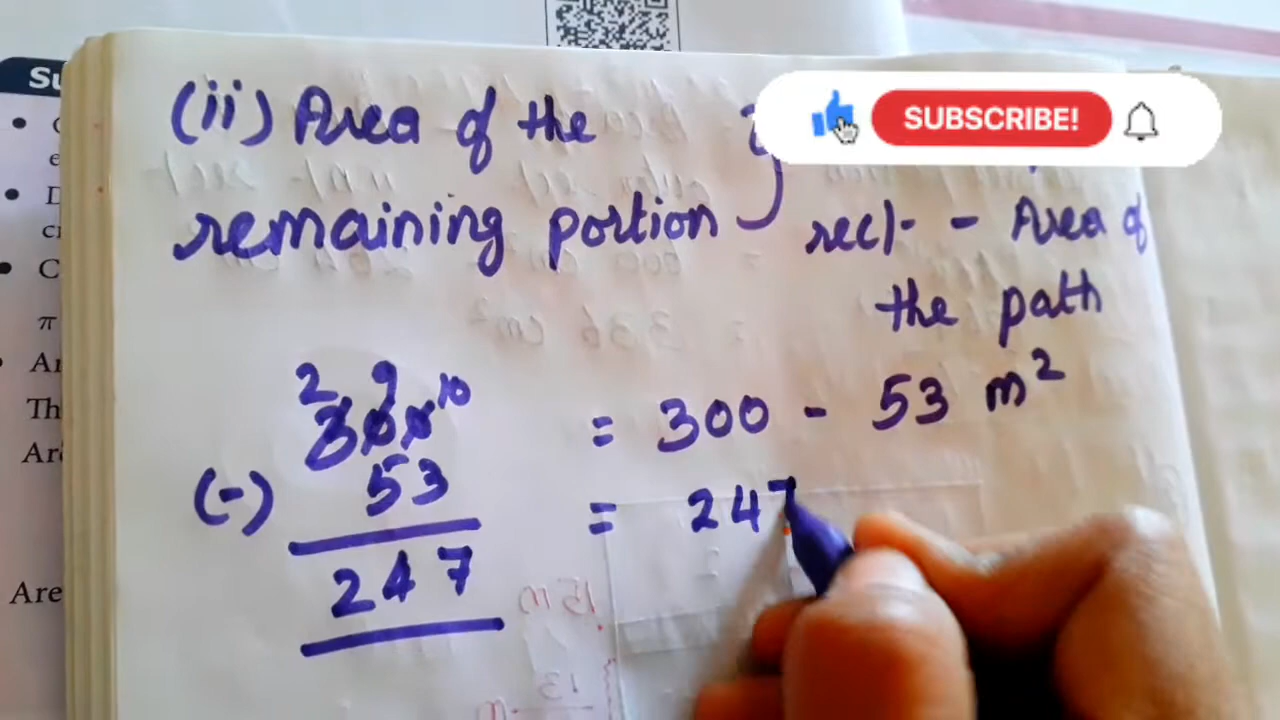 (ii) Area of the
remaining portion
rect - Area of
the path
= 300 - 53 m²
= 247
2 9 10
300
(-) 53
247
SUBSCRIBE!
Su
π
Th
Are